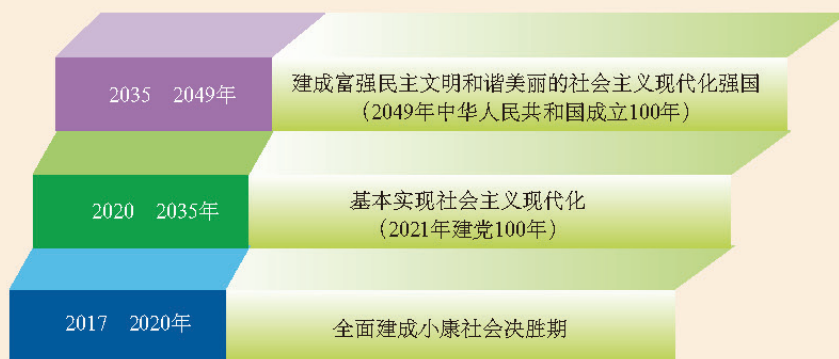 2035　2049年
建成富强民主文明和谐美丽的社会主义现代化强国
（2049年中华人民共和国成立100年）
2020　2035年
基本实现社会主义现代化
（2021年建党100年）
2017　2020年
全面建成小康社会决胜期